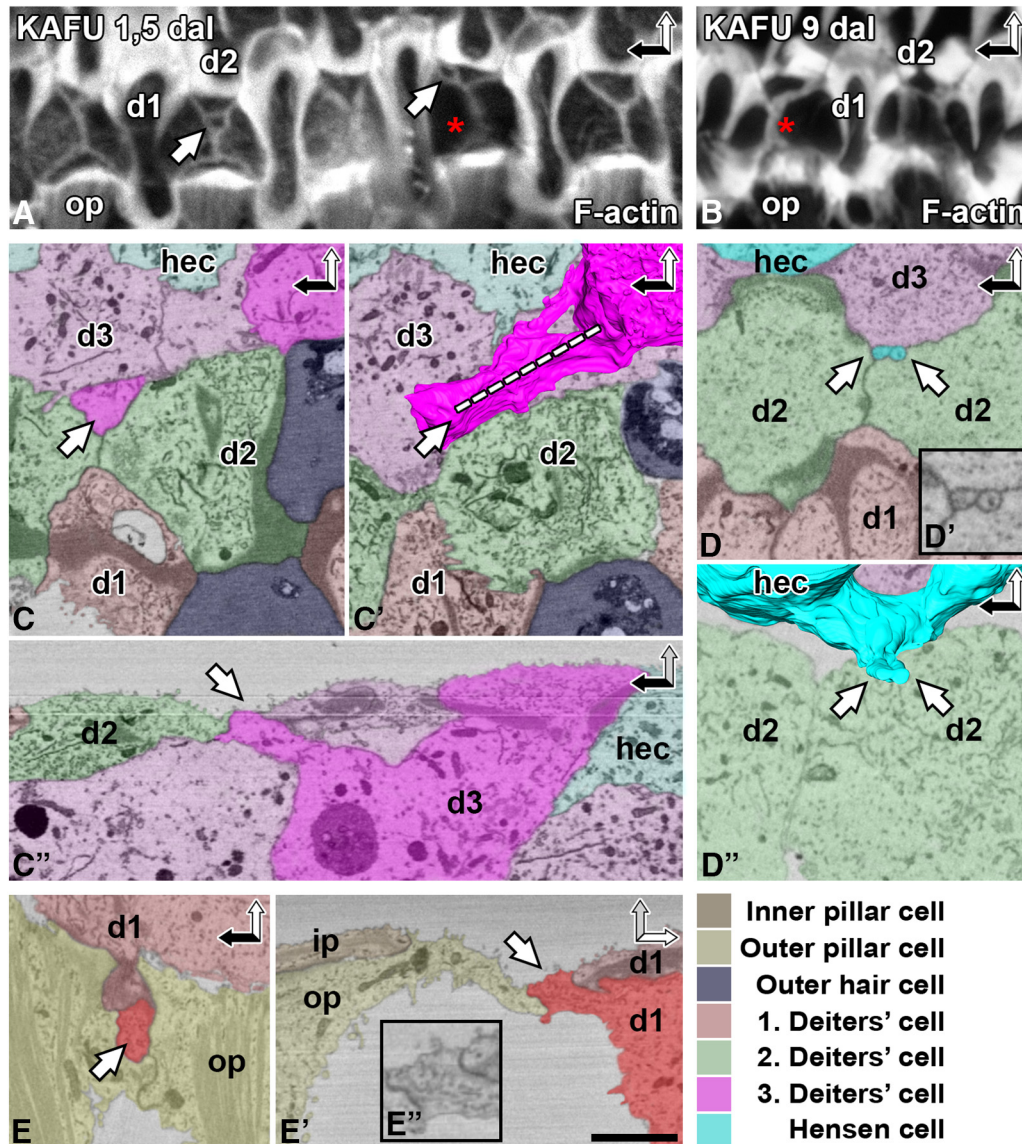 KAFU 1,5 dal
d2
d1
*
op
A
F-actin
KAFU 9 dal
d2
d1
*
op
B
F-actin
hec
d3
d2
d1
C
hec
d3
d2
d1
C’
hec
d3
d2
d2
d1
D
D’
d2
d3
hec
C’’
hec
d2
d2
D’’
d1
op
E
ip
op
d1
d1
E’
E’’
Inner pillar cell
Outer pillar cell
Outer hair cell
1. Deiters’ cell
2. Deiters’ cell
3. Deiters’ cell
Hensen cell